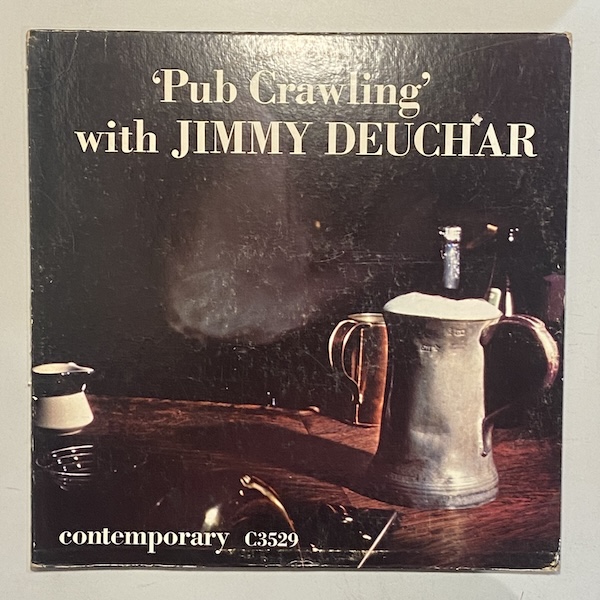 ‘Pub Crawling’
with JIMMY DEUCHAR
contemporary C3529